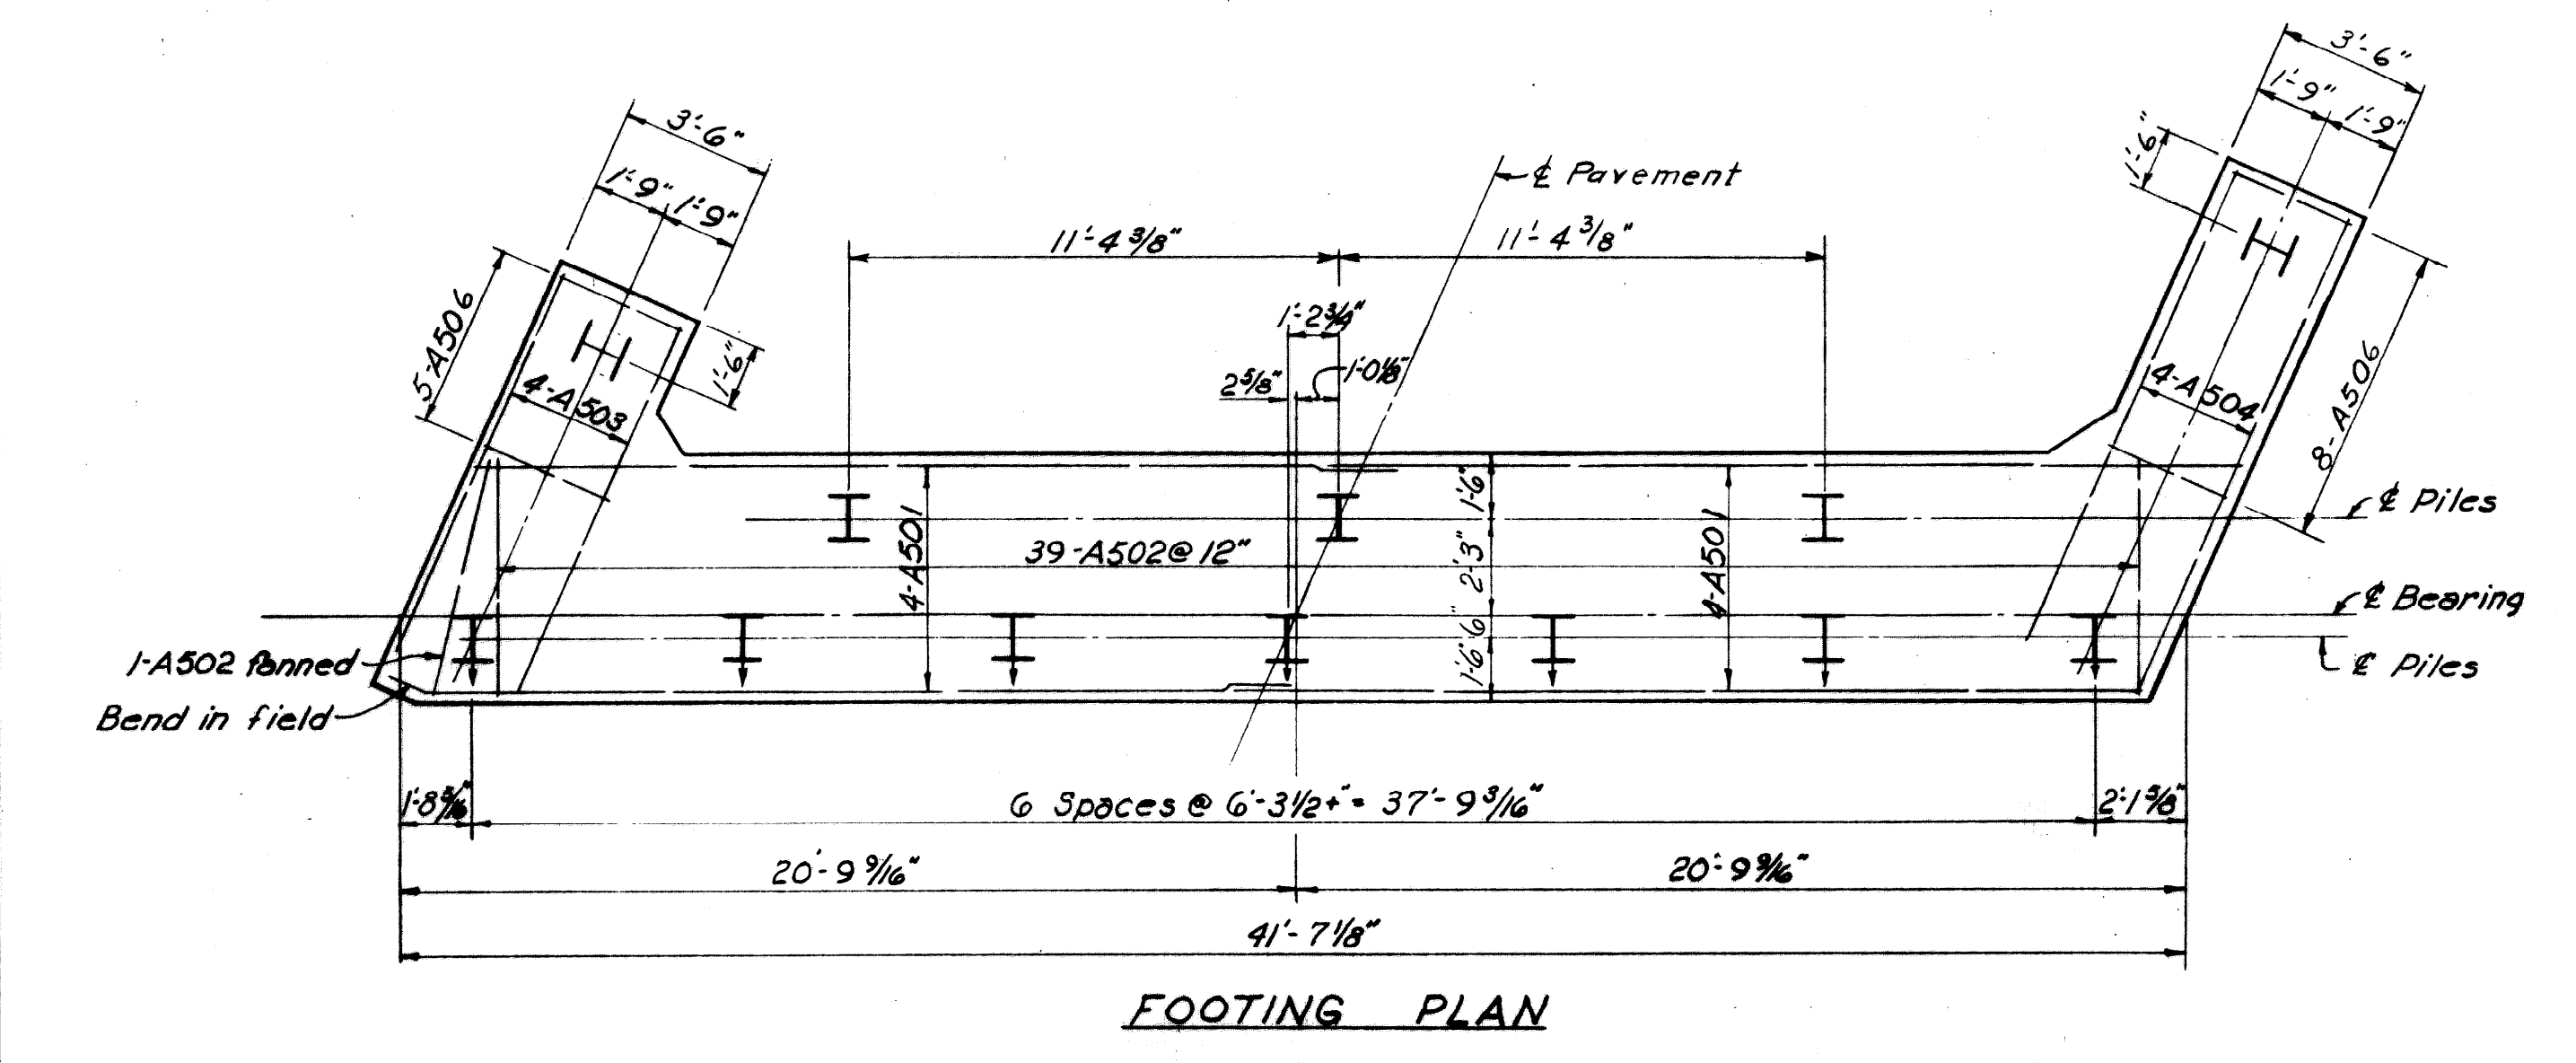 3'-6"
1'-9" 1'-9"
1'-6"
3'-6"
1'-9" 1'-9"
℄ Pavement
11'-4 3/8" 11'-4 3/8"
1'-2 3/4"
2 5/8" 1'-0 1/8"
5-A506
1'-6"
4-A503
4-A504
8-A506
1'-6"
℄ Piles
4-A501
39-A502@12"
2'-3"
4-A501
℄ Bearing
6"
1'-6"
1-A502 fanned
℄ Piles
Bend in field
1'-8 5/16"
6 Spaces @ 6'-3 1/2+" = 37'-9 3/16"
2'-1 5/8"
20'-9 9/16" 20'-9 9/16"
41'-7 1/8"
FOOTING PLAN